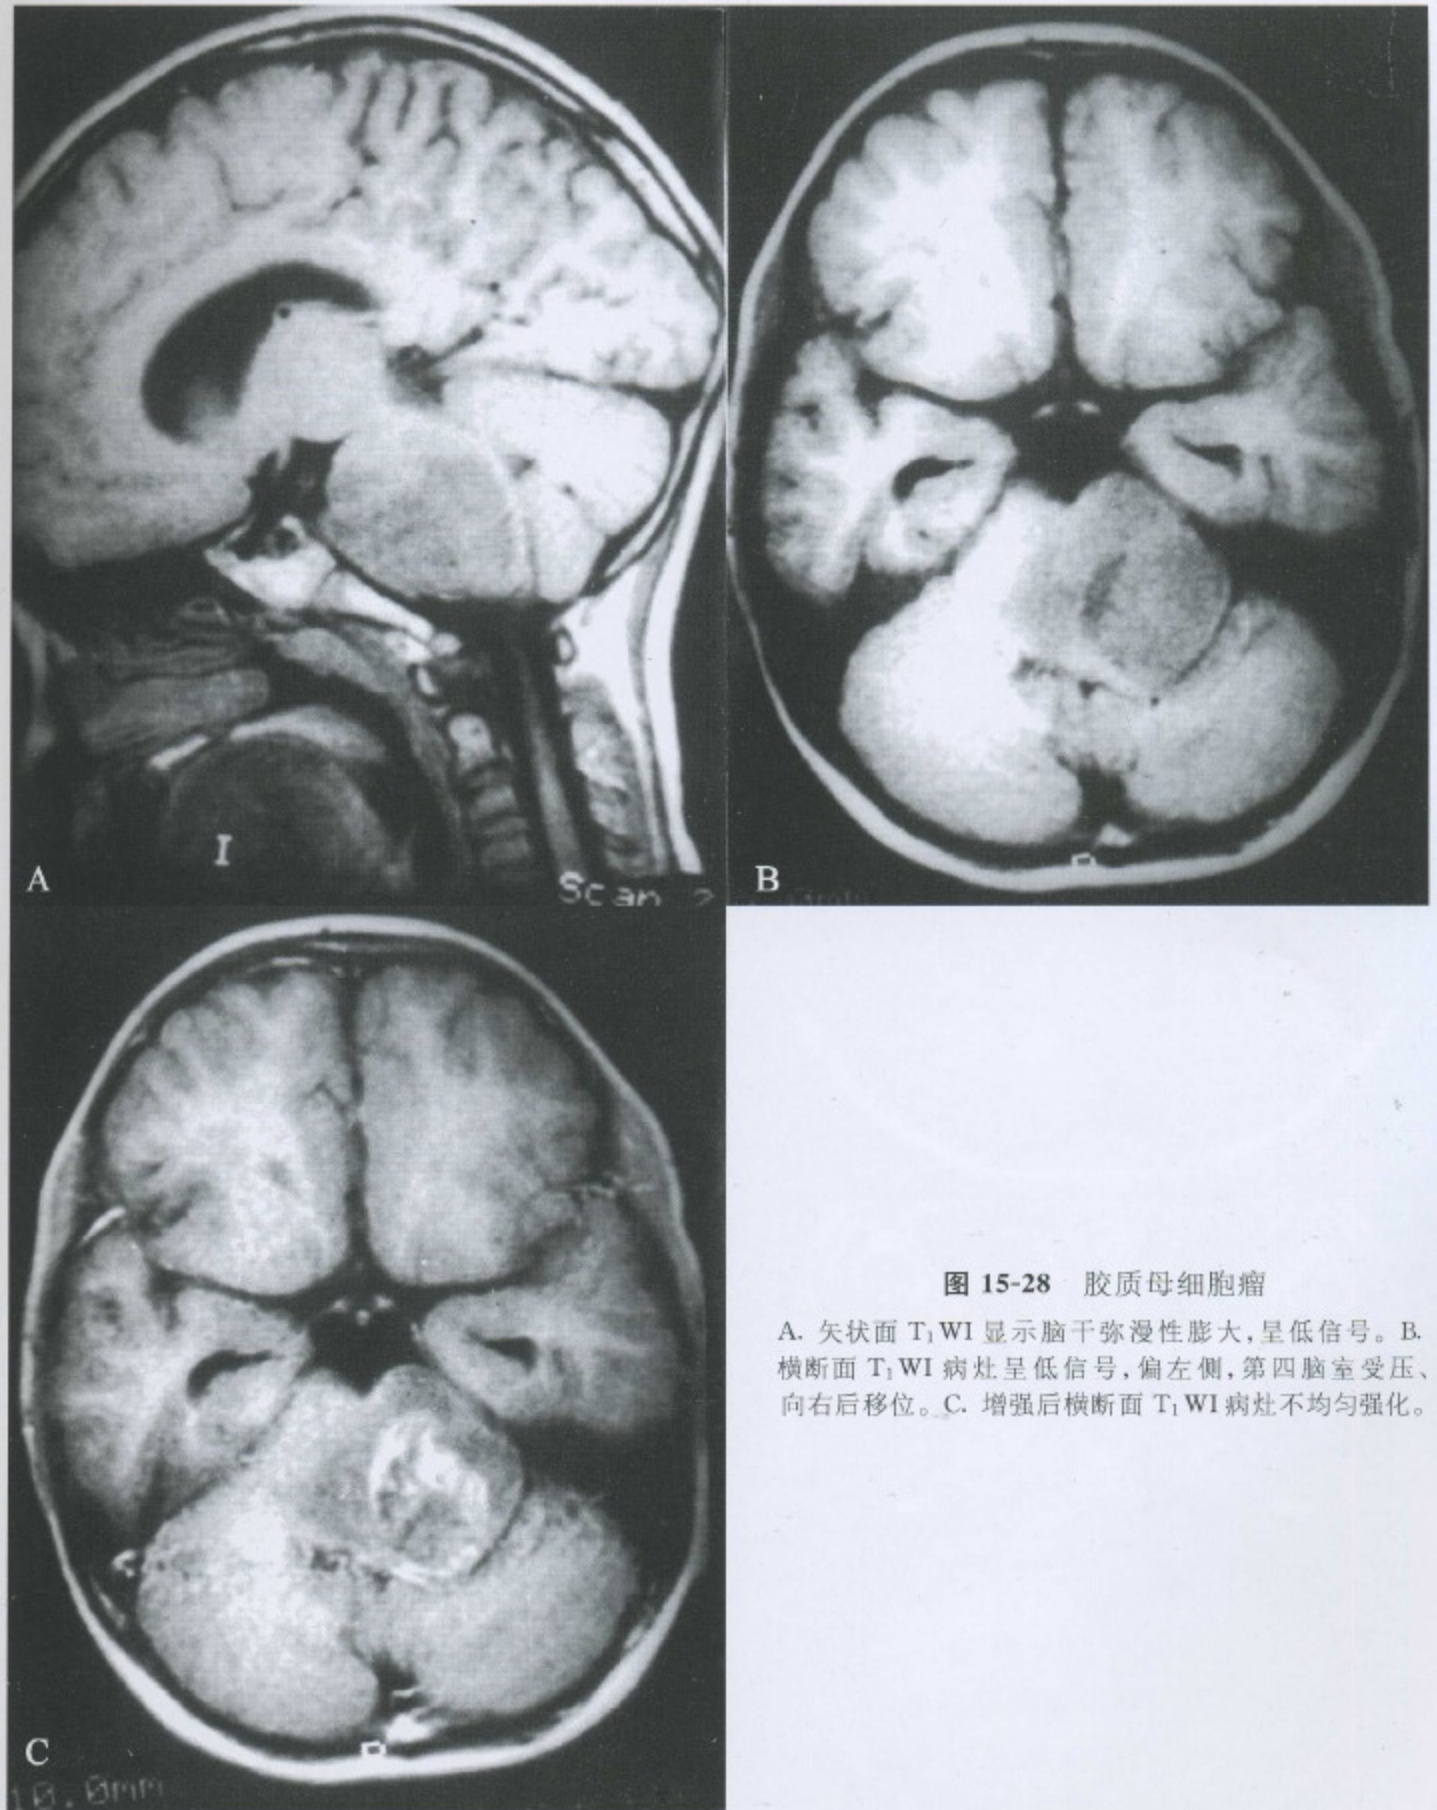 I
A
Scan
B
C
10.0mm
图 15-28 胶质母细胞瘤
A. 矢状面 T₁WI 显示脑干弥漫性膨大,呈低信号。B.
横断面 T₁WI 病灶呈低信号,偏左侧,第四脑室受压、
向右后移位。C. 增强后横断面 T₁WI 病灶不均匀强化。